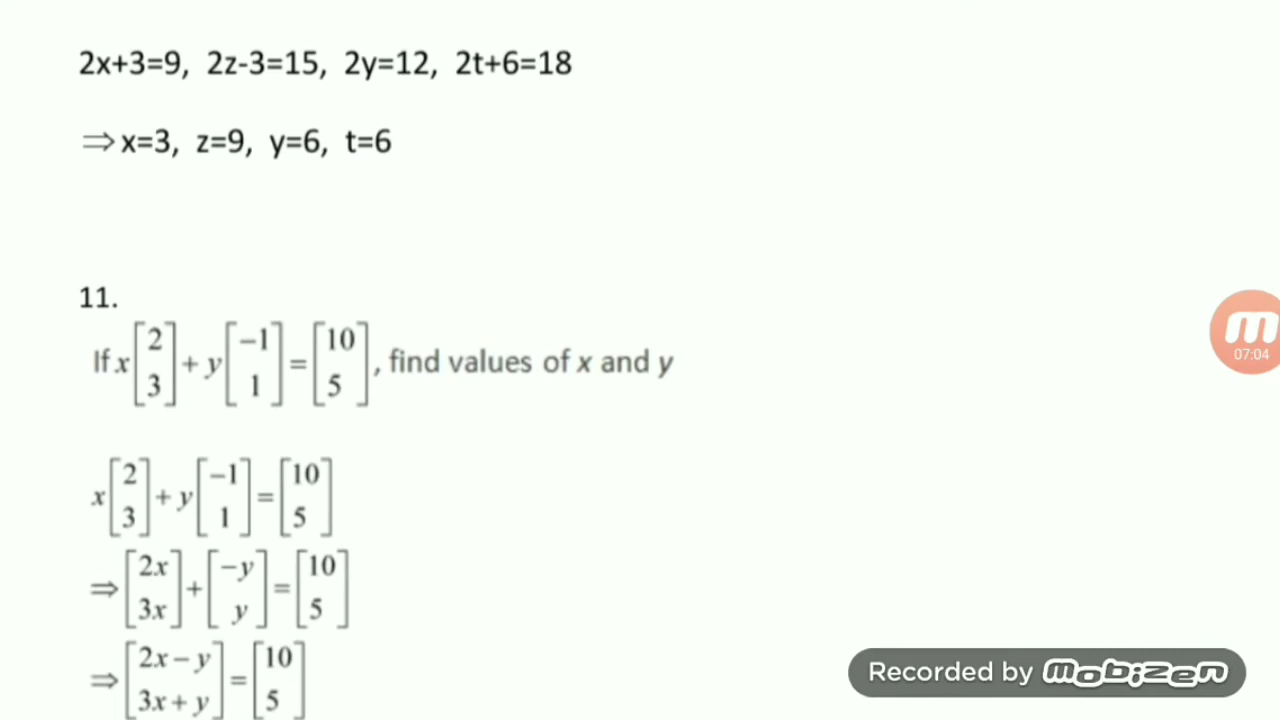 2x+3=9, 2z-3=15, 2y=12, 2t+6=18
⇒x=3, z=9, y=6, t=6
11.
If x[2 3] + y[−1 1] = [10 5], find values of x and y
x[2 3] + y[−1 1] = [10 5]
⇒ [2x 3x] + [−y y] = [10 5]
⇒ [2x − y 3x + y] = [10 5]
07:04
Recorded by mobizen